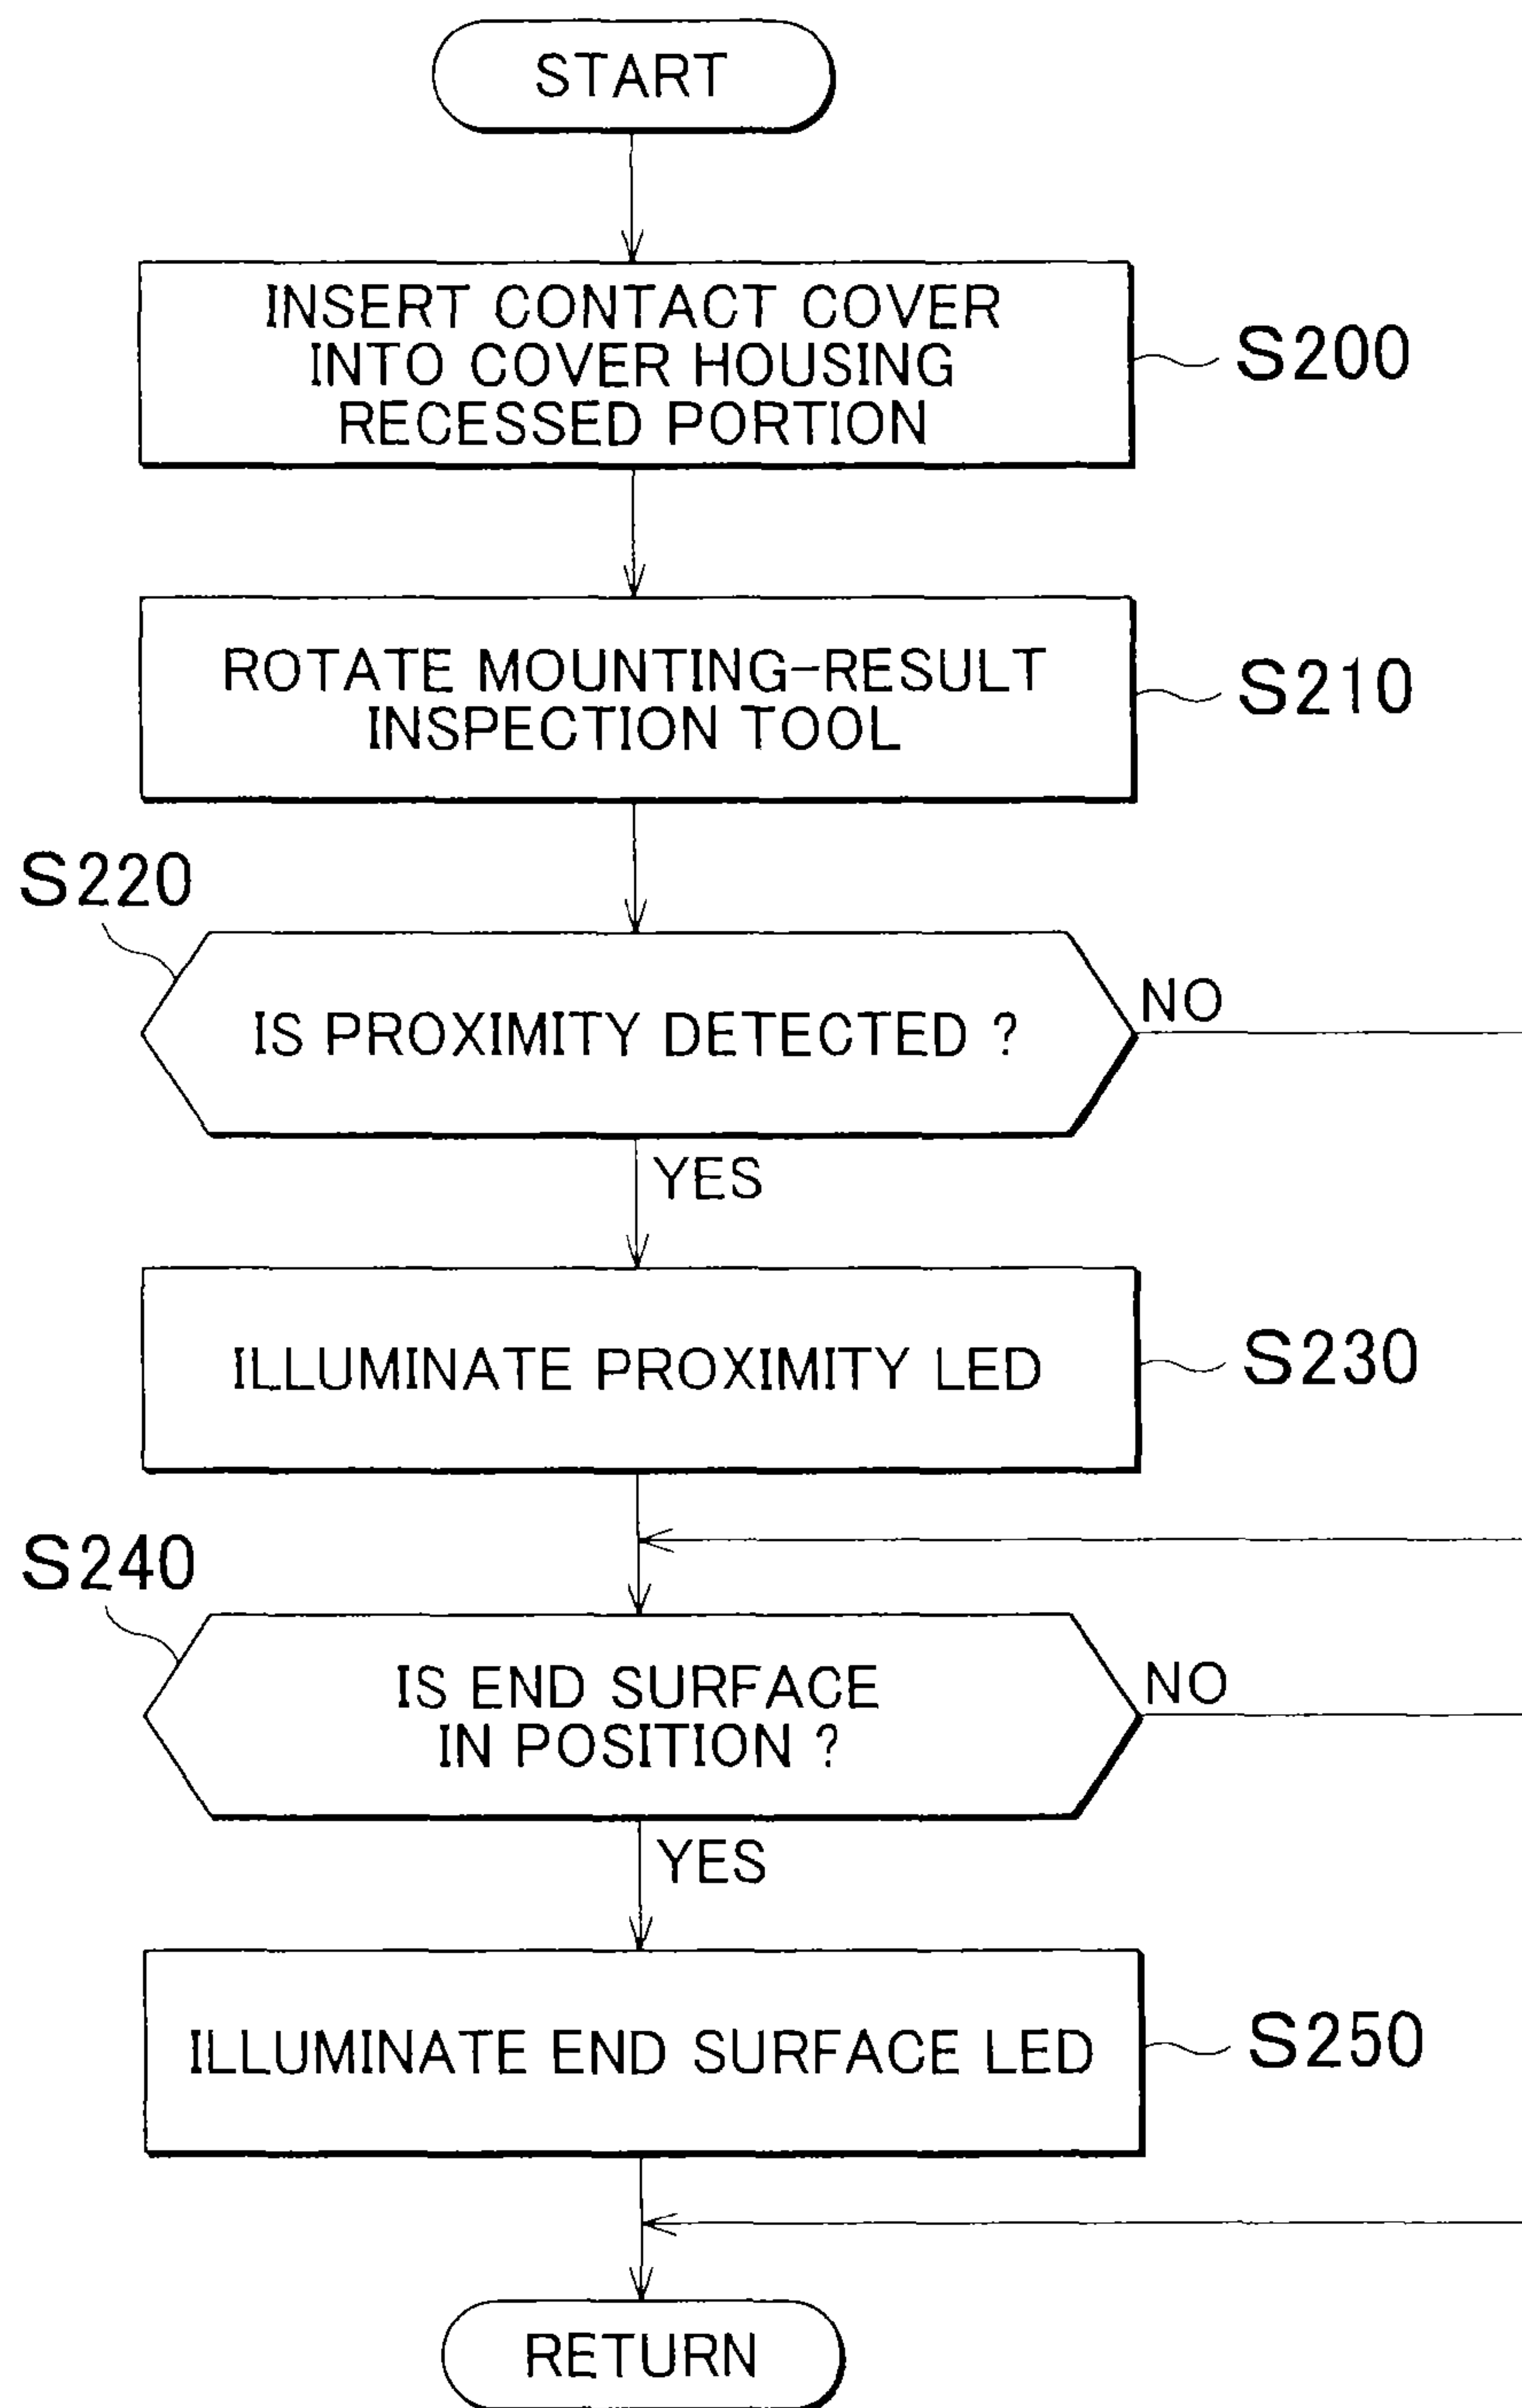 START
INSERT CONTACT COVER
INTO COVER HOUSING
RECESSED PORTION
S200
ROTATE MOUNTING-RESULT
INSPECTION TOOL
S210
S220
IS PROXIMITY DETECTED ?
NO
YES
ILLUMINATE PROXIMITY LED
S230
S240
IS END SURFACE
IN POSITION ?
NO
YES
ILLUMINATE END SURFACE LED
S250
RETURN